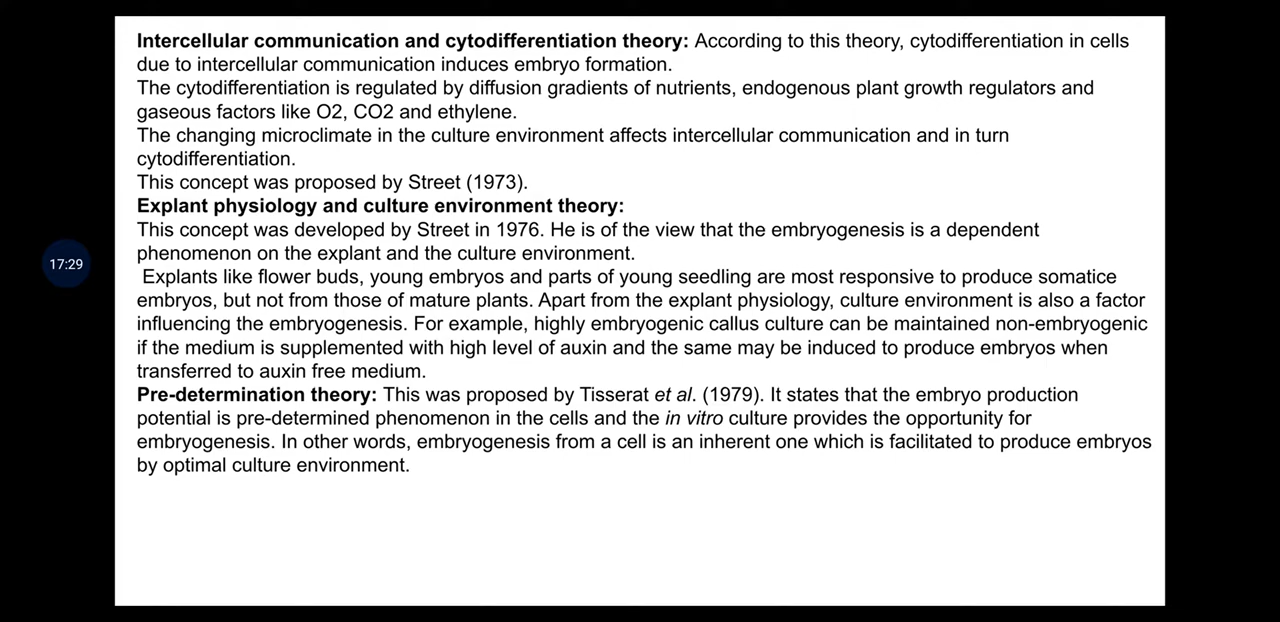 Intercellular communication and cytodifferentiation theory: According to this theory, cytodifferentiation in cells
due to intercellular communication induces embryo formation.
The cytodifferentiation is regulated by diffusion gradients of nutrients, endogenous plant growth regulators and
gaseous factors like O2, CO2 and ethylene.
The changing microclimate in the culture environment affects intercellular communication and in turn
cytodifferentiation.
This concept was proposed by Street (1973).
Explant physiology and culture environment theory:
This concept was developed by Street in 1976. He is of the view that the embryogenesis is a dependent
phenomenon on the explant and the culture environment.
17:29
Explants like flower buds, young embryos and parts of young seedling are most responsive to produce somatice
embryos, but not from those of mature plants. Apart from the explant physiology, culture environment is also a factor
influencing the embryogenesis. For example, highly embryogenic callus culture can be maintained non-embryogenic
if the medium is supplemented with high level of auxin and the same may be induced to produce embryos when
transferred to auxin free medium.
Pre-determination theory: This was proposed by Tisserat et al. (1979). It states that the embryo production
potential is pre-determined phenomenon in the cells and the in vitro culture provides the opportunity for
embryogenesis. In other words, embryogenesis from a cell is an inherent one which is facilitated to produce embryos
by optimal culture environment.